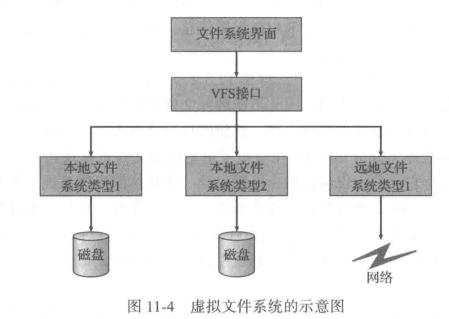 文件系统界面
VFS接口
本地文件
系统类型1
本地文件
系统类型2
远地文件
系统类型1
磁盘
磁盘
网络
图 11-4 虚拟文件系统的示意图